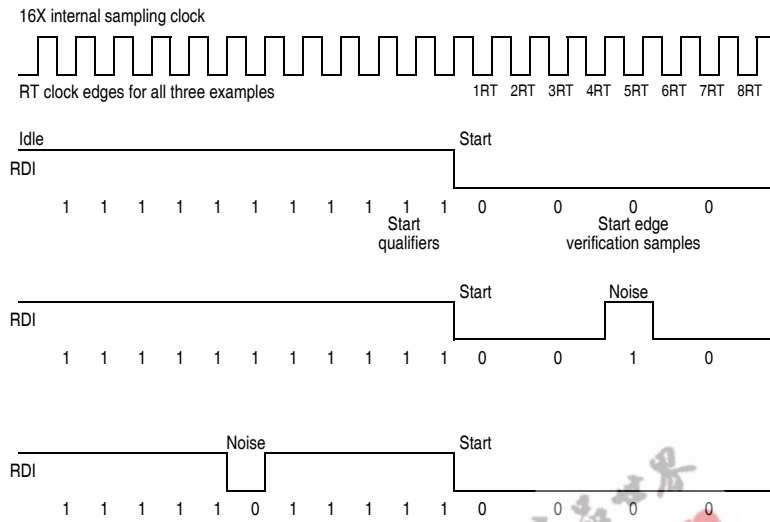 16X internal sampling clock
RT clock edges for all three examples
1RT 2RT 3RT 4RT 5RT 6RT 7RT 8RT
Idle
Start
RDI
1 1 1 1 1 1 1 1 1 1 1 0 0 0 0
Start
qualifiers
Start edge
verification samples
Start
Noise
RDI
1 1 1 1 1 1 1 1 1 1 1 0 0 1 0
Noise
Start
RDI
1 1 1 1 1 0 1 1 1 1 1 0 0 0 0